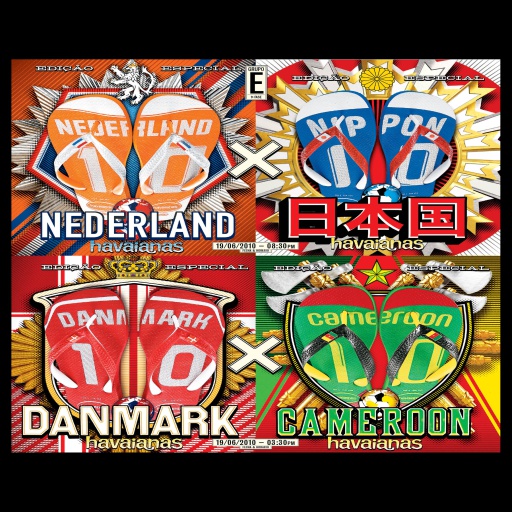 EDIÇÃO ESPECIAL
GRUPO
E
EDIÇÃO ESPECIAL
NEDERLAND
10
X
NIPPON
10
NEDERLAND
havaianas
19/06/2010 – 08:30PM
日本国
havaianas
EDIÇÃO ESPECIAL
EDIÇÃO ESPECIAL
DANMARK
10
X
cameroon
10
DANMARK
havaianas
19/06/2010 – 03:30PM
CAMEROON
havaianas